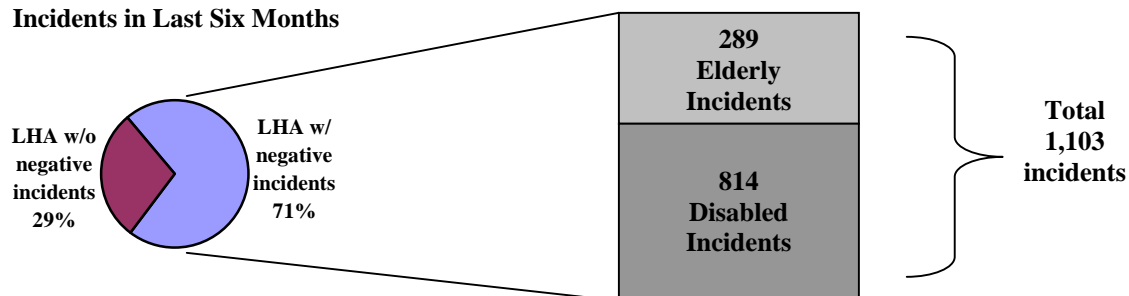 Incidents in Last Six Months
LHA w/o
negative
incidents
29%
LHA w/
negative
incidents
71%
289
Elderly
Incidents
814
Disabled
Incidents
Total
1,103
incidents